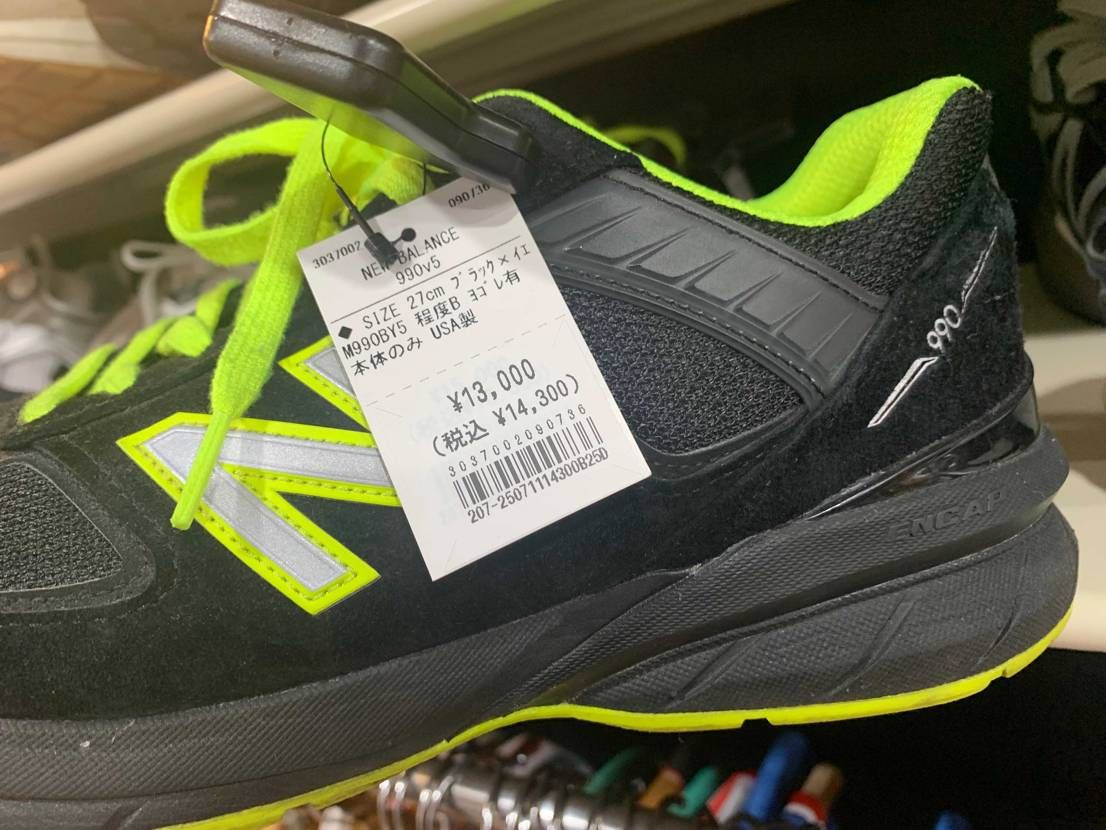 3037002 090736
NEW BALANCE
990v5
◆ SIZE 27cm ﾌﾞﾗｯｸ×ｲｴ
M990BY5 程度B ﾖｺﾞﾚ有
本体のみ USA製
¥13,000
(税込 ¥14,300)
3037002090736
207-25071114300B25D
990
ENCAP
N